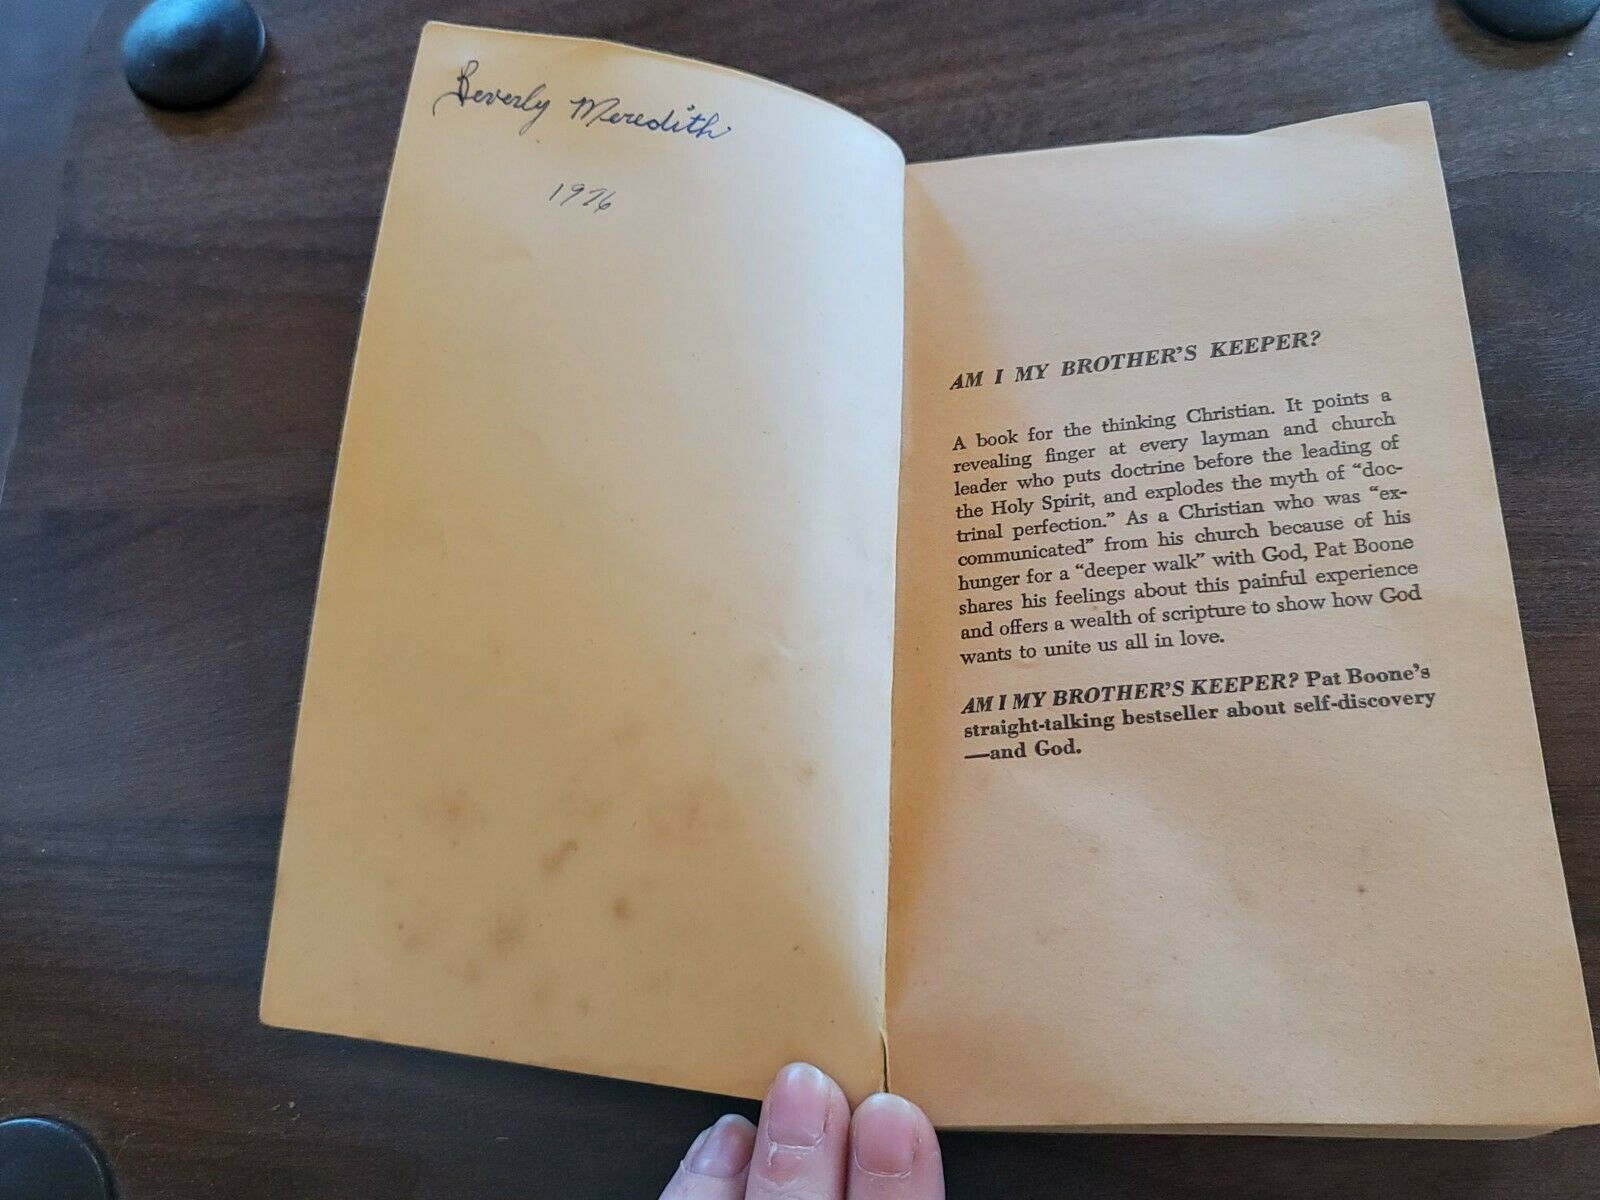 Beverly Meredith
1976
AM I MY BROTHER'S KEEPER?
A book for the thinking Christian. It points a
revealing finger at every layman and church
leader who puts doctrine before the leading of
the Holy Spirit, and explodes the myth of "doc-
trinal perfection." As a Christian who was "ex-
communicated" from his church because of his
hunger for a "deeper walk" with God, Pat Boone
shares his feelings about this painful experience
and offers a wealth of scripture to show how God
wants to unite us all in love.
AM I MY BROTHER'S KEEPER? Pat Boone's
straight-talking bestseller about self-discovery
—and God.